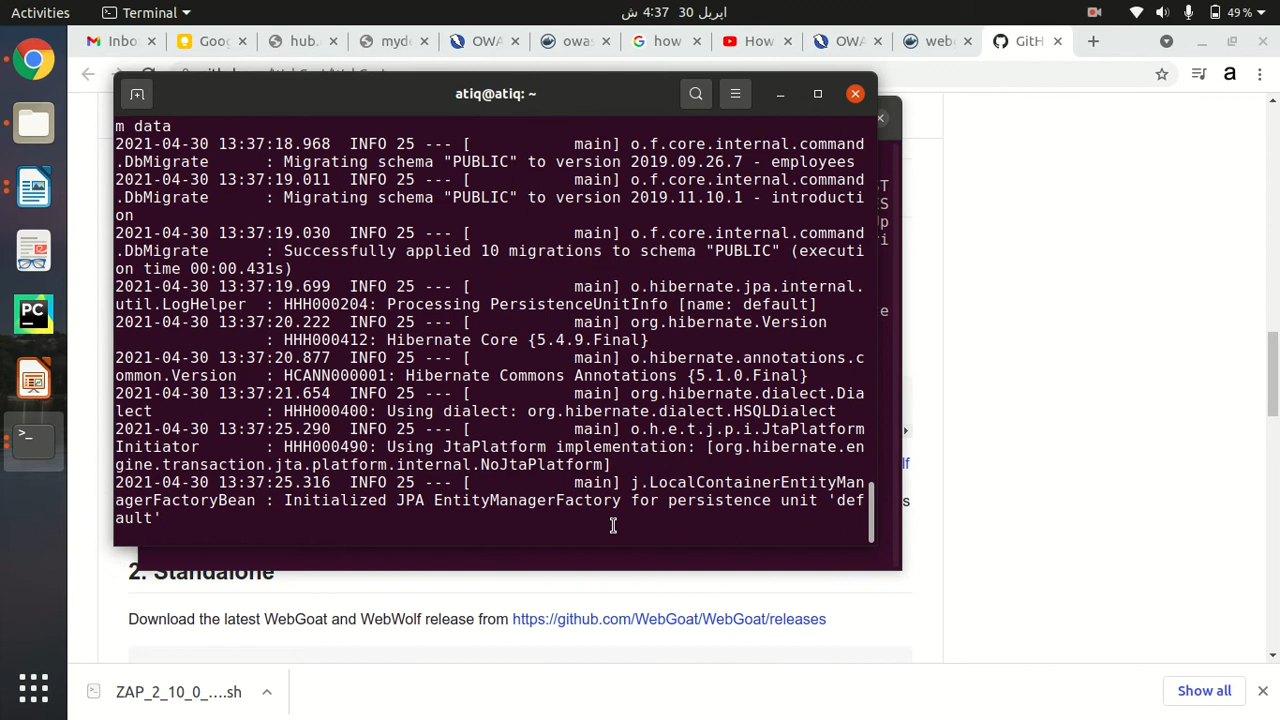 Activities
Terminal
اپریل 30 4:37 ش
49 %
Inbo
Goog
hub.
myde
OWA
owas
how
How
OWA
web
GitH
atiq@atiq: ~
m data
2021-04-30 13:37:18.968  INFO 25 --- [           main] o.f.core.internal.command
.DbMigrate       : Migrating schema "PUBLIC" to version 2019.09.26.7 - employees
2021-04-30 13:37:19.011  INFO 25 --- [           main] o.f.core.internal.command
.DbMigrate       : Migrating schema "PUBLIC" to version 2019.11.10.1 - introducti
on
2021-04-30 13:37:19.030  INFO 25 --- [           main] o.f.core.internal.command
.DbMigrate       : Successfully applied 10 migrations to schema "PUBLIC" (executi
on time 00:00.431s)
2021-04-30 13:37:19.699  INFO 25 --- [           main] o.hibernate.jpa.internal.
util.LogHelper  : HHH000204: Processing PersistenceUnitInfo [name: default]
2021-04-30 13:37:20.222  INFO 25 --- [           main] org.hibernate.Version
                : HHH000412: Hibernate Core {5.4.9.Final}
2021-04-30 13:37:20.877  INFO 25 --- [           main] o.hibernate.annotations.c
ommon.Version    : HCANN000001: Hibernate Commons Annotations {5.1.0.Final}
2021-04-30 13:37:21.654  INFO 25 --- [           main] org.hibernate.dialect.Dia
lect             : HHH000400: Using dialect: org.hibernate.dialect.HSQLDialect
2021-04-30 13:37:25.290  INFO 25 --- [           main] o.h.e.t.j.p.i.JtaPlatform
Initiator        : HHH000490: Using JtaPlatform implementation: [org.hibernate.en
gine.transaction.jta.platform.internal.NoJtaPlatform]
2021-04-30 13:37:25.316  INFO 25 --- [           main] j.LocalContainerEntityMan
agerFactoryBean : Initialized JPA EntityManagerFactory for persistence unit 'def
ault'
2. Standalone
Download the latest WebGoat and WebWolf release from https://github.com/WebGoat/WebGoat/releases
ZAP_2_10_0_....sh
Show all